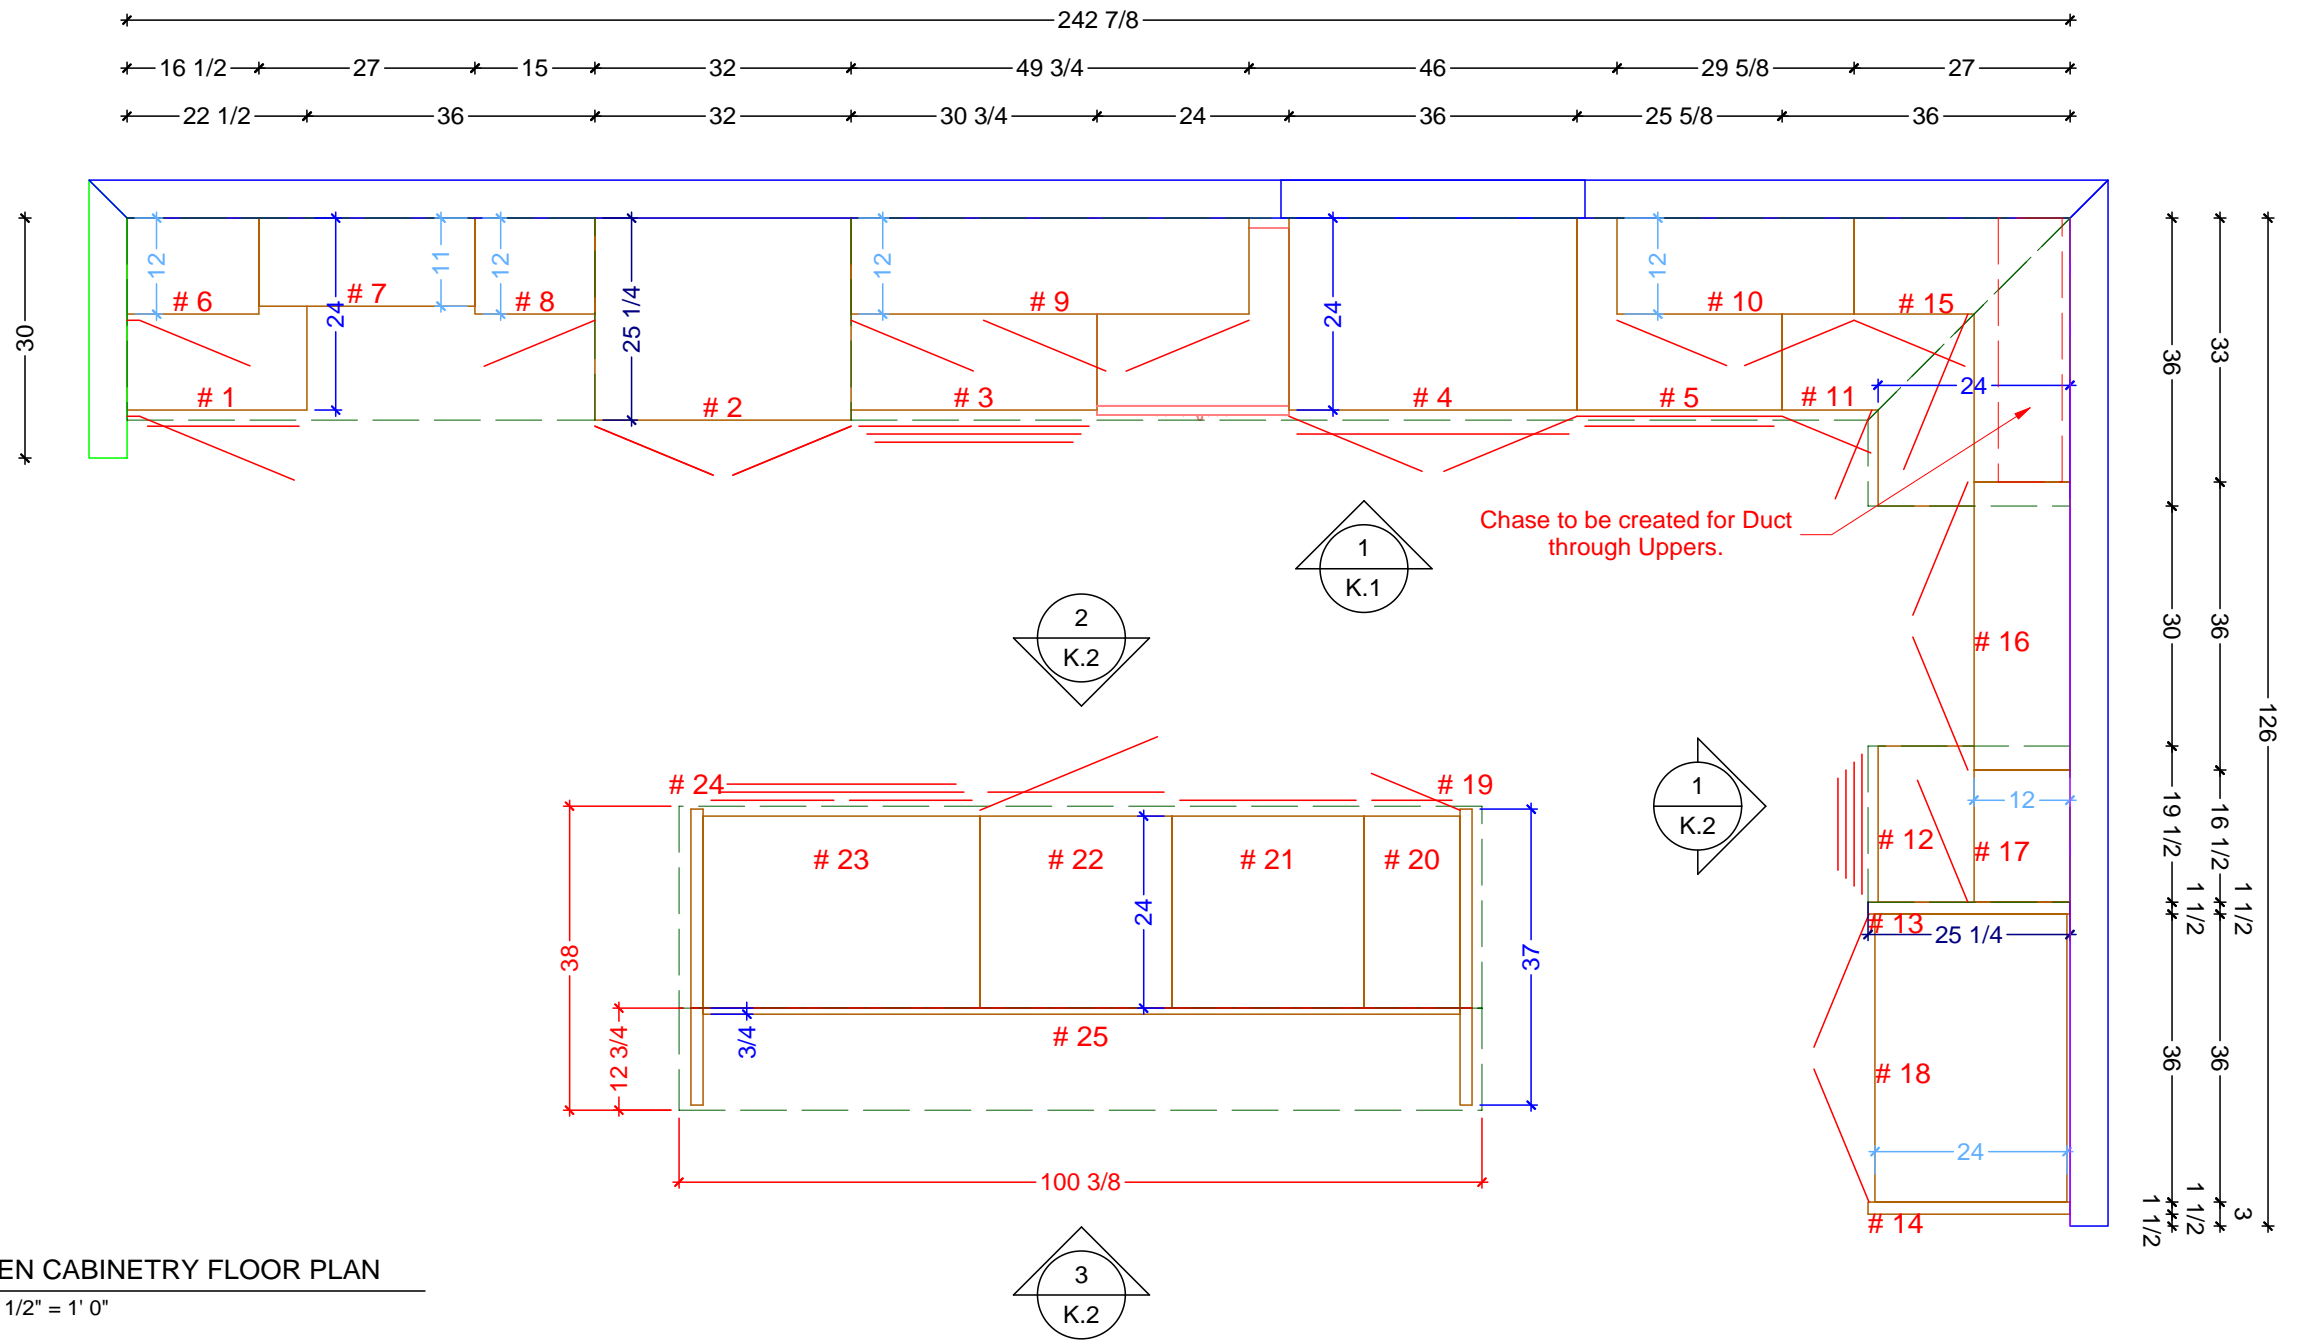 242 7/8
16 1/2 27 15 32 49 3/4 46 29 5/8 27
22 1/2 36 32 30 3/4 24 36 25 5/8 36
30
12 11 12 12 12
# 6 # 7 # 8 # 9 # 10 # 15
24 25 1/4 24
# 1 # 2 # 3 # 4 # 5 # 11
24
33
36
Chase to be created for Duct
through Uppers.
1
K.1
2
K.2
30 36
# 16
126
# 24 # 19
1
K.2
12
19 1/2 16 1/2
# 23 # 22 # 21 # 20
# 12 # 17
24
1 1/2 1 1/2
# 13
25 1/4
38 37
12 3/4 3/4
# 25
36 36
# 18
24
100 3/8
1 1/2 1 1/2 3
# 14
3
K.2
EN CABINETRY FLOOR PLAN
1/2" = 1' 0"